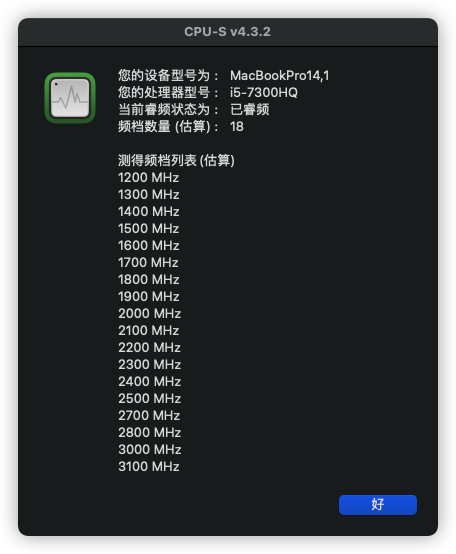 CPU-S v4.3.2
您的设备型号为： MacBookPro14,1
您的处理器型号： i5-7300HQ
当前睿频状态为： 已睿频
频档数量 (估算)： 18
测得频档列表 (估算)
1200 MHz
1300 MHz
1400 MHz
1500 MHz
1600 MHz
1700 MHz
1800 MHz
1900 MHz
2000 MHz
2100 MHz
2200 MHz
2300 MHz
2400 MHz
2500 MHz
2700 MHz
2800 MHz
3000 MHz
3100 MHz
好